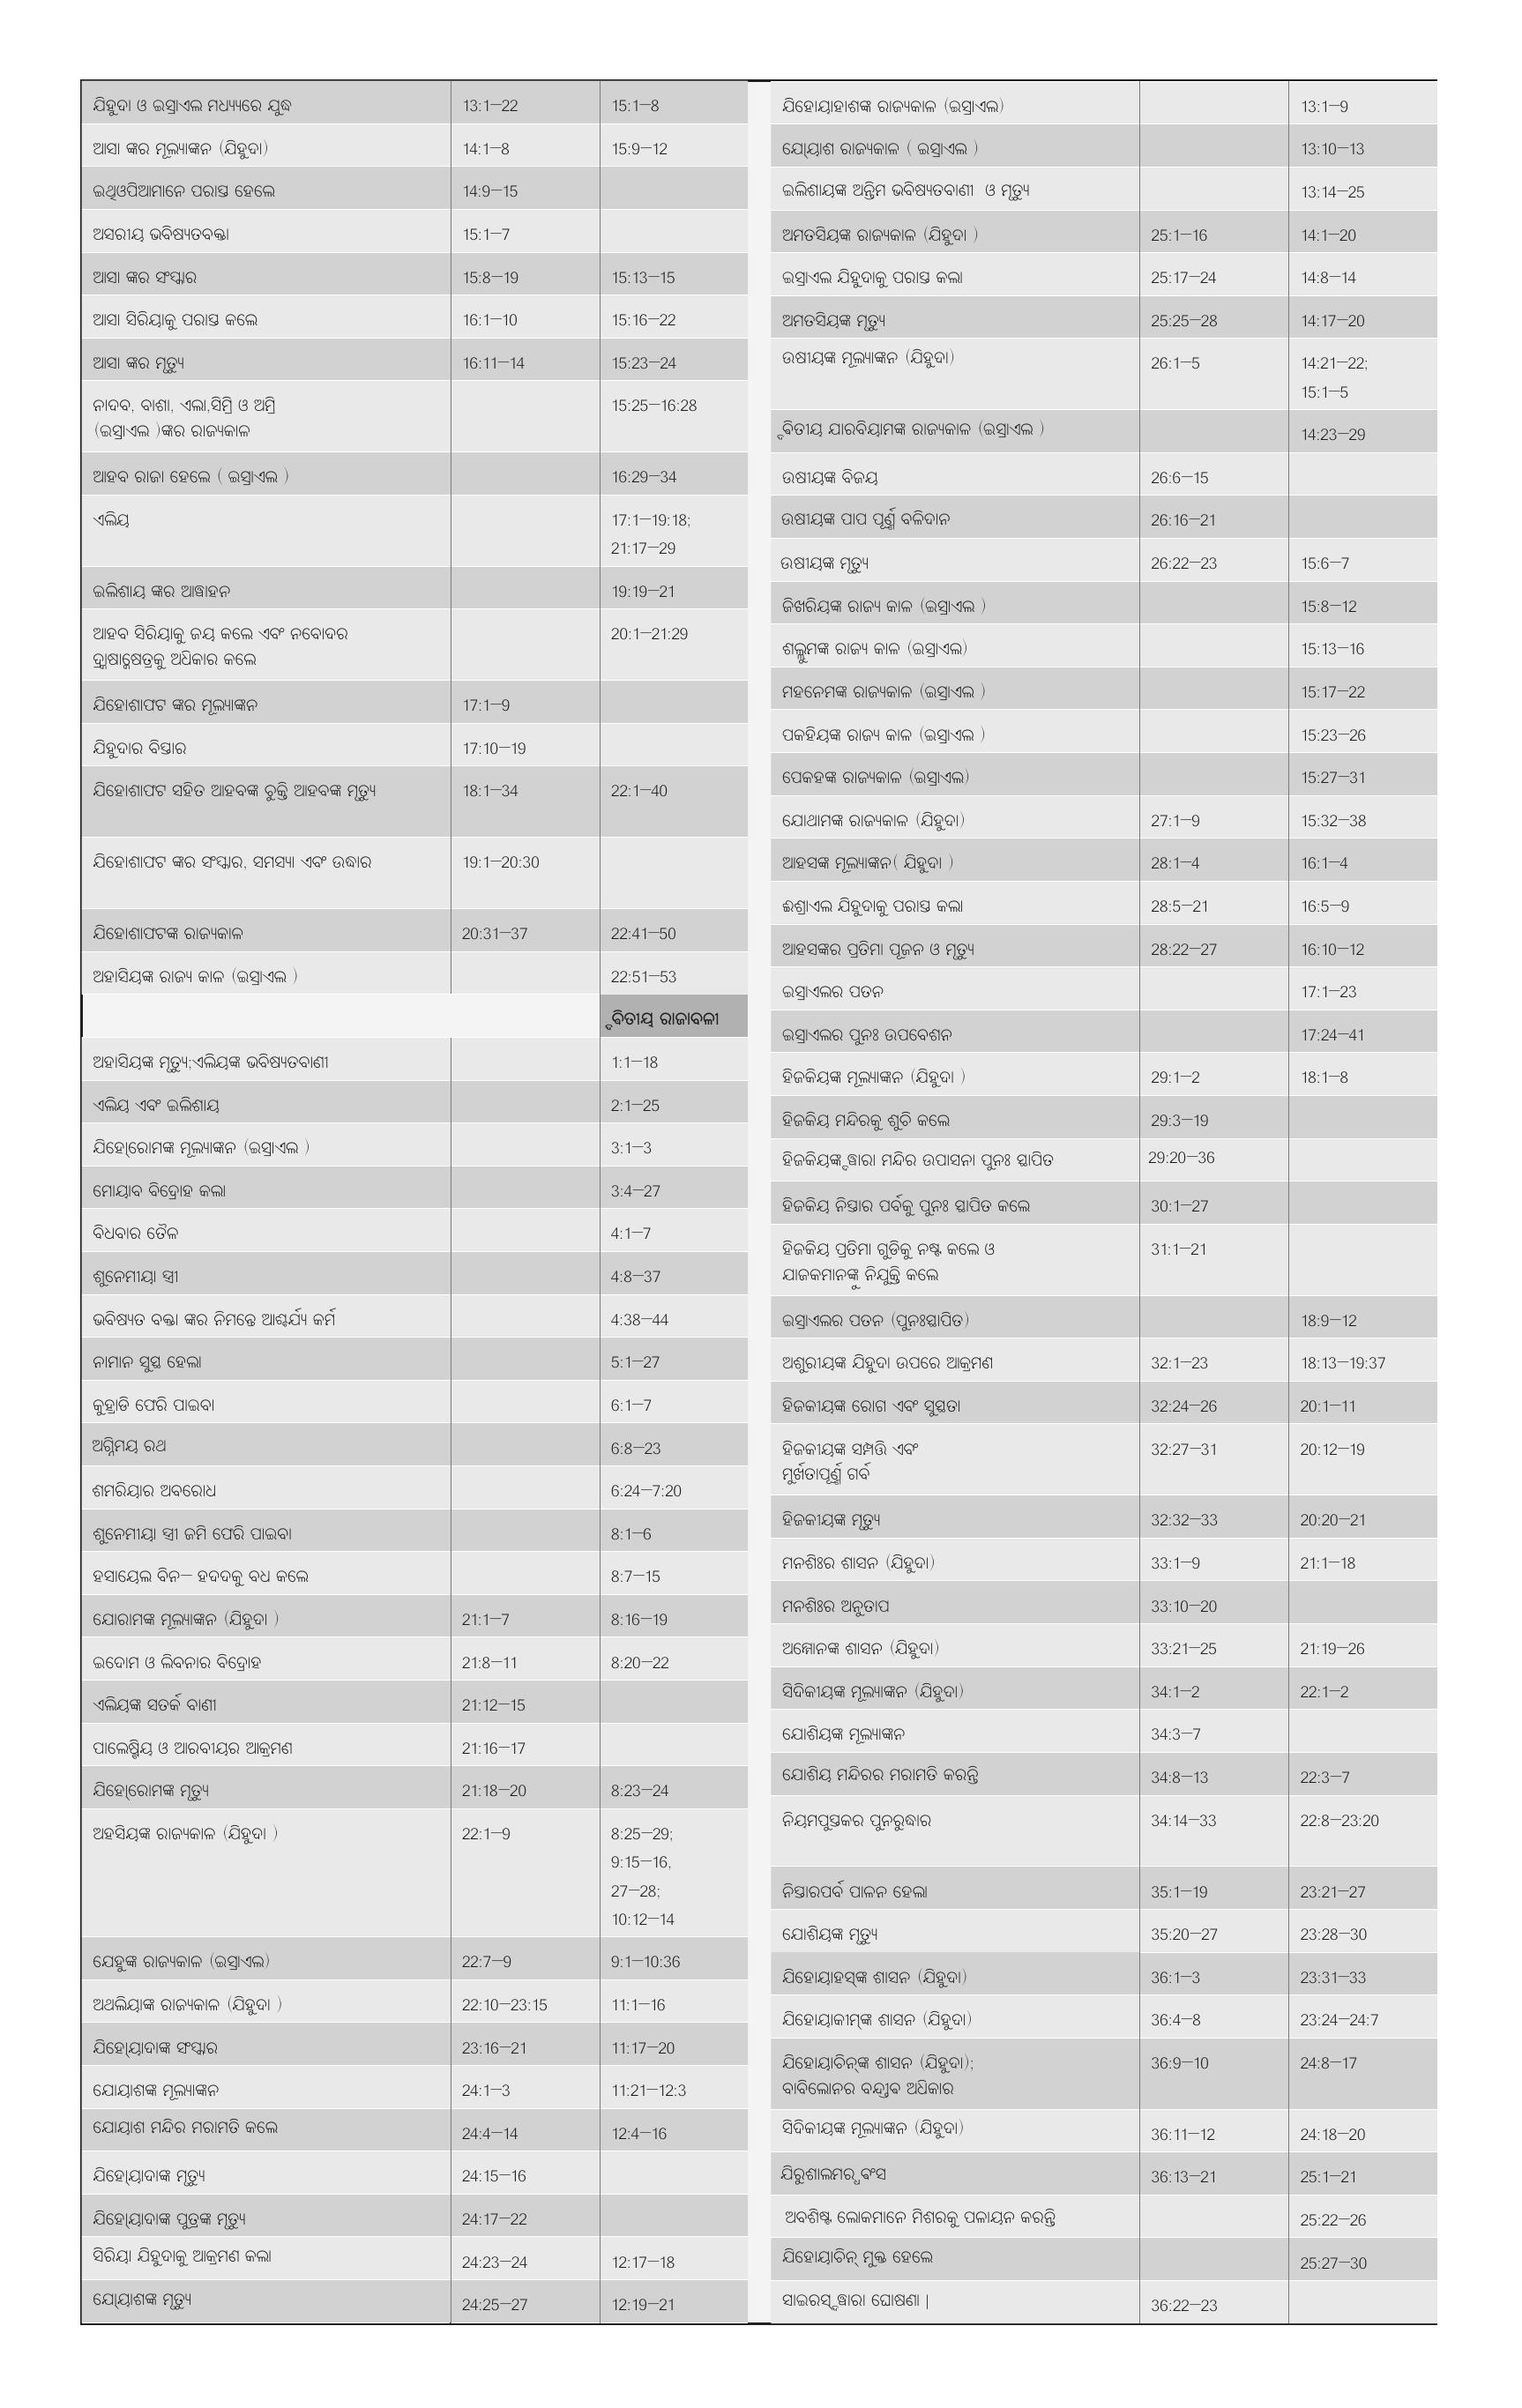 ଯିହୁଦା ଓ ଇସ୍ରାଏଲ ମଧ୍ୟରେ ଯୁଦ୍ଧ 13:1–22 15:1–8
ଆସା ଙ୍କର ମୂଲ୍ୟାଙ୍କନ (ଯିହୁଦା) 14:1–8 15:9–12
ଇଥିଓପିଆମାନେ ପରାସ୍ତ ହେଲେ 14:9–15
ଅସରୀୟ ଭବିଷ୍ୟତବକ୍ତା 15:1–7
ଆସା ଙ୍କର ସଂସ୍କାର 15:8–19 15:13–15
ଆସା ସିରିୟାକୁ ପରାସ୍ତ କଲେ 16:1–10 15:16–22
ଆସା ଙ୍କର ମୃତ୍ୟୁ 16:11–14 15:23–24
ନାଦବ, ବାଶା, ଏଲା,ସିମ୍ରି ଓ ଅମ୍ରି 15:25–16:28
(ଇସ୍ରାଏଲ )ଙ୍କର ରାଜ୍ୟକାଳ
ଆହବ ରାଜା ହେଲେ ( ଇସ୍ରାଏଲ ) 16:29–34
ଏଲିୟ 17:1–19:18;
21:17–29
ଇଲିଶାୟ ଙ୍କର ଆହ୍ୱାନ 19:19–21
ଆହବ ସିରିୟାକୁ ଜୟ କଲେ ଏବଂ ନବୋଦର 20:1–21:29
ଦ୍ରାକ୍ଷାକ୍ଷେତ୍ରକୁ ଅଧିକାର କଲେ
ଯିହୋଶାଫଟ ଙ୍କର ମୂଲ୍ୟାଙ୍କନ 17:1–9
ଯିହୁଦାର ବିସ୍ତାର 17:10–19
ଯିହୋଶାଫଟ ସହିତ ଆହବଙ୍କ ଚୁକ୍ତି ଆହବଙ୍କ ମୃତ୍ୟୁ 18:1–34 22:1–40
ଯିହୋଶାଫଟ ଙ୍କର ସଂସ୍କାର, ସମସ୍ୟା ଏବଂ ଉଦ୍ଧାର 19:1–20:30
ଯିହୋଶାଫଟଙ୍କ ରାଜ୍ୟକାଳ 20:31–37 22:41–50
ଅହାସିୟଙ୍କ ରାଜ୍ୟ କାଳ (ଇସ୍ରାଏଲ ) 22:51–53
ଦ୍ଵିତୀୟ ରାଜାବଳୀ
ଅହାସିୟଙ୍କ ମୃତ୍ୟୁ;ଏଲିୟଙ୍କ ଭବିଷ୍ୟତବାଣୀ 1:1–18
ଏଲିୟ ଏବଂ ଇଲିଶାୟ 2:1–25
ଯିହୋ୍ରୋମଙ୍କ ମୂଲ୍ୟାଙ୍କନ (ଇସ୍ରାଏଲ ) 3:1–3
ମୋୟାବ ବିଦ୍ରୋହ କଲା 3:4–27
ବିଧବାର ତୈଳ 4:1–7
ଶୁନେମୀୟା ସ୍ତ୍ରୀ 4:8–37
ଭବିଷ୍ୟତ ବକ୍ତା ଙ୍କର ନିମନ୍ତେ ଆଶ୍ଚର୍ଯ୍ୟ କର୍ମ 4:38–44
ନାମାନ ସୁସ୍ଥ ହେଲା 5:1–27
କୁହ୍ରାଡି ଫେରି ପାଇବା 6:1–7
ଅଗ୍ନିମୟ ରଥ 6:8–23
ଶମରିୟାର ଅବରୋଧ 6:24–7:20
ଶୁନେମୀୟା ସ୍ତ୍ରୀ ଜମି ଫେରି ପାଇବା 8:1–6
ହସାୟେଲ ବିନ– ହଦଦକୁ ବଧ କଲେ 8:7–15
ଯୋରାମଙ୍କ ମୂଲ୍ୟାଙ୍କନ (ଯିହୁଦା ) 21:1–7 8:16–19
ଇଦୋମ ଓ ଲିବନାର ବିଦ୍ରୋହ 21:8–11 8:20–22
ଏଲିୟଙ୍କ ସତର୍କ ବାଣୀ 21:12–15
ପାଲେଷ୍ଟିୟ ଓ ଆରବୀୟର ଆକ୍ରମଣ 21:16–17
ଯିହୋ୍ରୋମଙ୍କ ମୃତ୍ୟୁ 21:18–20 8:23–24
ଅହସିୟଙ୍କ ରାଜ୍ୟକାଳ (ଯିହୁଦା ) 22:1–9 8:25–29;
9:15–16,
27–28;
10:12–14
ଯେହୁଙ୍କ ରାଜ୍ୟକାଳ (ଇସ୍ରାଏଲ) 22:7–9 9:1–10:36
ଅଥଲିୟାଙ୍କ ରାଜ୍ୟକାଳ (ଯିହୁଦା ) 22:10–23:15 11:1–16
ଯିହୋ୍ୟାଦାଙ୍କ ସଂସ୍କାର 23:16–21 11:17–20
ଯୋୟାଶଙ୍କ ମୂଲ୍ୟାଙ୍କନ 24:1–3 11:21–12:3
ଯୋୟାଶ ମନ୍ଦିର ମରାମତି କଲେ 24:4–14 12:4–16
ଯିହୋ୍ୟାଦାଙ୍କ ମୃତ୍ୟୁ 24:15–16
ଯିହୋ୍ୟାଦାଙ୍କ ପୁତ୍ରଙ୍କ ମୃତ୍ୟୁ 24:17–22
ସିରିୟା ଯିହୁଦାକୁ ଆକ୍ରମଣ କଲା 24:23–24 12:17–18
ଯୋ୍ୟାଶଙ୍କ ମୃତ୍ୟୁ 24:25–27 12:19–21
ଯିହୋୟାହାଶଙ୍କ ରାଜ୍ୟକାଳ (ଇସ୍ରାଏଲ) 13:1–9
ଯୋ୍ୟାଶ ରାଜ୍ୟକାଳ ( ଇସ୍ରାଏଲ ) 13:10–13
ଇଲିଶାୟଙ୍କ ଅନ୍ତିମ ଭବିଷ୍ୟତବାଣୀ ଓ ମୃତ୍ୟୁ 13:14–25
ଅମତସିୟଙ୍କ ରାଜ୍ୟକାଳ (ଯିହୁଦା ) 25:1–16 14:1–20
ଇସ୍ରାଏଲ ଯିହୁଦାକୁ ପରାସ୍ତ କଲା 25:17–24 14:8–14
ଅମତସିୟଙ୍କ ମୃତ୍ୟୁ 25:25–28 14:17–20
ଉଷୀୟଙ୍କ ମୂଲ୍ୟାଙ୍କନ (ଯିହୁଦା) 26:1–5 14:21–22;
15:1–5
ଦ୍ଵିତୀୟ ଯାରବିୟାମଙ୍କ ରାଜ୍ୟକାଳ (ଇସ୍ରାଏଲ ) 14:23–29
ଉଷୀୟଙ୍କ ବିଜୟ 26:6–15
ଉଷୀୟଙ୍କ ପାପ ପୂର୍ଣ୍ଣ ବଳିଦାନ 26:16–21
ଉଷୀୟଙ୍କ ମୃତ୍ୟୁ 26:22–23 15:6–7
ଜିଖରିୟଙ୍କ ରାଜ୍ୟ କାଳ (ଇସ୍ରାଏଲ ) 15:8–12
ଶଲ୍ଲୁମଙ୍କ ରାଜ୍ୟ କାଳ (ଇସ୍ରାଏଲ) 15:13–16
ମହନେମଙ୍କ ରାଜ୍ୟକାଳ (ଇସ୍ରାଏଲ ) 15:17–22
ପକହିୟଙ୍କ ରାଜ୍ୟ କାଳ (ଇସ୍ରାଏଲ ) 15:23–26
ପେକହଙ୍କ ରାଜ୍ୟକାଳ (ଇସ୍ରାଏଲ) 15:27–31
ଯୋଥାମଙ୍କ ରାଜ୍ୟକାଳ (ଯିହୁଦା) 27:1–9 15:32–38
ଆହସଙ୍କ ମୂଲ୍ୟାଙ୍କନ( ଯିହୁଦା ) 28:1–4 16:1–4
ଈଶ୍ରାଏଲ ଯିହୁଦାକୁ ପରାସ୍ତ କଲା 28:5–21 16:5–9
ଆହସଙ୍କର ପ୍ରତିମା ପୂଜନ ଓ ମୃତ୍ୟୁ 28:22–27 16:10–12
ଇସ୍ରାଏଲର ପତନ 17:1–23
ଇସ୍ରାଏଲର ପୁନଃ ଉପବେଶନ 17:24–41
ହିଜକିୟଙ୍କ ମୂଲ୍ୟାଙ୍କନ (ଯିହୁଦା ) 29:1–2 18:1–8
ହିଜକିୟ ମନ୍ଦିରକୁ ଶୁଚି କଲେ 29:3–19
ହିଜକିୟଙ୍କ ଦ୍ୱାରା ମନ୍ଦିର ଉପାସନା ପୁନଃ ସ୍ଥାପିତ 29:20–36
ହିଜକିୟ ନିସ୍ତାର ପର୍ବକୁ ପୁନଃ ସ୍ଥାପିତ କଲେ 30:1–27
ହିଜକିୟ ପ୍ରତିମା ଗୁଡିକୁ ନଷ୍ଟ କଲେ ଓ 31:1–21
ଯାଜକମାନଙ୍କୁ ନିଯୁକ୍ତି କଲେ
ଇସ୍ରାଏଲର ପତନ (ପୁନଃସ୍ଥାପିତ) 18:9–12
ଅଶୁରୀୟଙ୍କ ଯିହୁଦା ଉପରେ ଆକ୍ରମଣ 32:1–23 18:13–19:37
ହିଜକୀୟଙ୍କ ରୋଗ ଏବଂ ସୁସ୍ଥତା 32:24–26 20:1–11
ହିଜକୀୟଙ୍କ ସମ୍ପତ୍ତି ଏବଂ 32:27–31 20:12–19
ମୁର୍ଖତାପୂର୍ଣ୍ଣ ଗର୍ବ
ହିଜକୀୟଙ୍କ ମୃତ୍ୟୁ 32:32–33 20:20–21
ମନଶିଃର ଶାସନ (ଯିହୁଦା) 33:1–9 21:1–18
ମନଶିଃର ଅନୁତାପ 33:10–20
ଅମ୍ମୋନଙ୍କ ଶାସନ (ଯିହୁଦା) 33:21–25 21:19–26
ସିଦିକୀୟଙ୍କ ମୂଲ୍ୟାଙ୍କନ (ଯିହୁଦା) 34:1–2 22:1–2
ଯୋଶିୟଙ୍କ ମୂଲ୍ୟାଙ୍କନ 34:3–7
ଯୋଶିୟ ମନ୍ଦିରର ମରାମତି କରନ୍ତି 34:8–13 22:3–7
ନିୟମପୁସ୍ତକର ପୁନରୁଦ୍ଧାର 34:14–33 22:8–23:20
ନିସ୍ତାରପର୍ବ ପାଳନ ହେଲା 35:1–19 23:21–27
ଯୋଶିୟଙ୍କ ମୃତ୍ୟୁ 35:20–27 23:28–30
ଯିହୋୟାହସ୍‌ଙ୍କ ଶାସନ (ଯିହୁଦା) 36:1–3 23:31–33
ଯିହୋୟାକୀମ୍‌ଙ୍କ ଶାସନ (ଯିହୁଦା) 36:4–8 23:24–24:7
ଯିହୋୟାଚିନ୍‌ଙ୍କ ଶାସନ (ଯିହୁଦା); 36:9–10 24:8–17
ବାବିଲୋନର ବନ୍ଦୀତ୍ଵ ଅଧିକାର
ସିଦିକୀୟଙ୍କ ମୂଲ୍ୟାଙ୍କନ (ଯିହୁଦା) 36:11–12 24:18–20
ଯିରୁଶାଲମର ଧ୍ଵଂସ 36:13–21 25:1–21
ଅବଶିଷ୍ଟ ଲୋକମାନେ ମିଶରକୁ ପଳାୟନ କରନ୍ତି 25:22–26
ଯିହୋୟାଚିନ୍ ମୁକ୍ତ ହେଲେ 25:27–30
ସାଇରସ୍ ଦ୍ୱାରା ଘୋଷଣା | 36:22–23